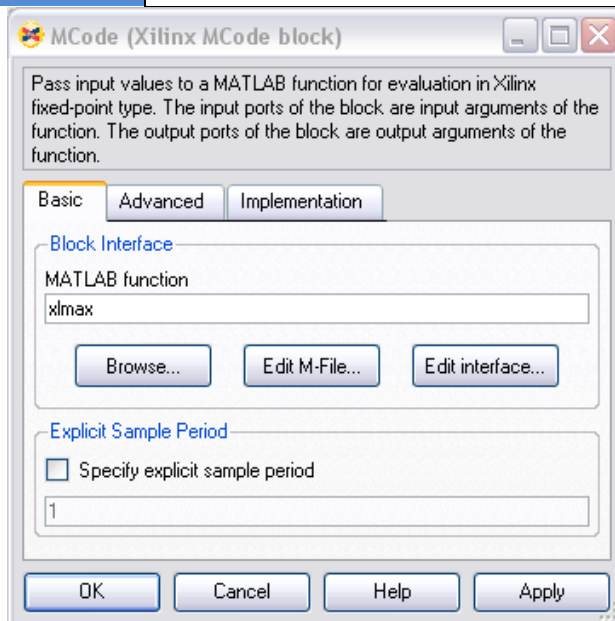 MCode (Xilinx MCode block)
Pass input values to a MATLAB function for evaluation in Xilinx
fixed-point type. The input ports of the block are input arguments of the
function. The output ports of the block are output arguments of the
function.
Basic Advanced Implementation
Block Interface
MATLAB function
xlmax
Browse... Edit M-File... Edit interface...
Explicit Sample Period
Specify explicit sample period
1
OK Cancel Help Apply